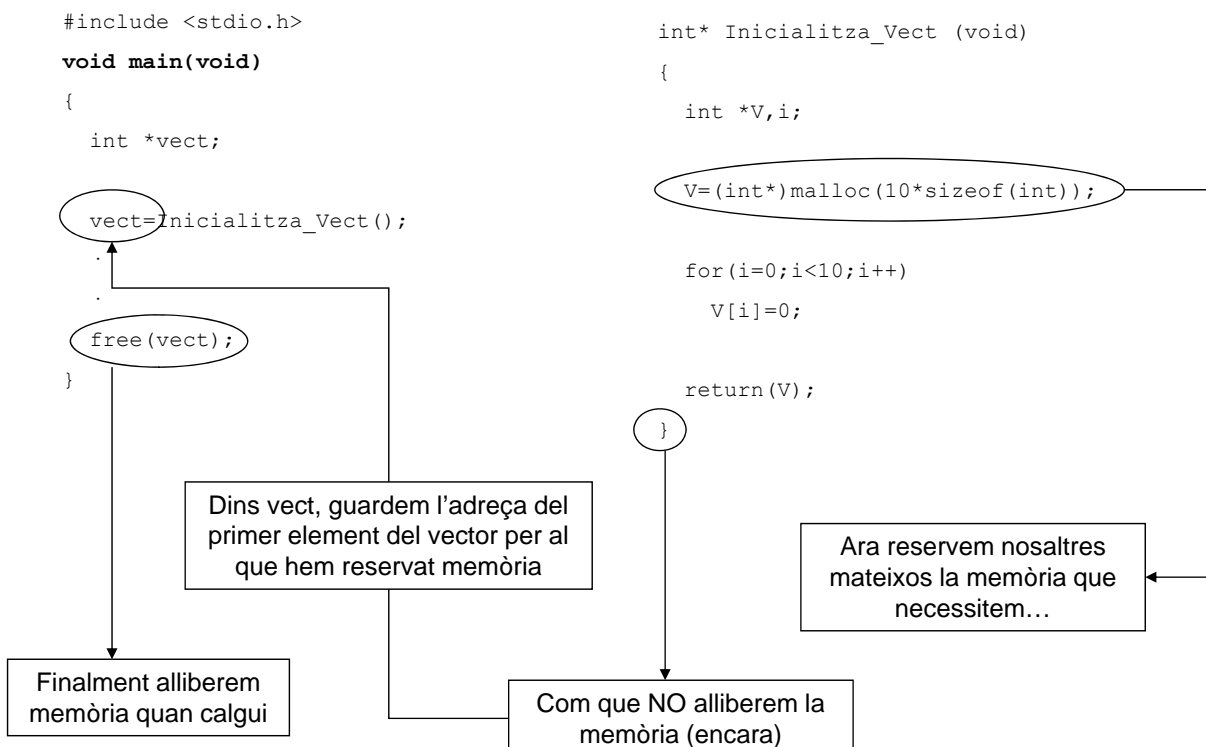 #include <stdio.h>
void main(void)
{
int *vect;
vect=Inicialitza_Vect();
.
.
free(vect);
}
int* Inicialitza_Vect (void)
{
int *V,i;
V=(int*)malloc(10*sizeof(int));
for(i=0;i<10;i++)
V[i]=0;
return(V);
}
Dins vect, guardem l’adreça del
primer element del vector per al
que hem reservat memòria
Ara reservem nosaltres
mateixos la memòria que
necessitem…
Finalment alliberem
memòria quan calgui
Com que NO alliberem la
memòria (encara)